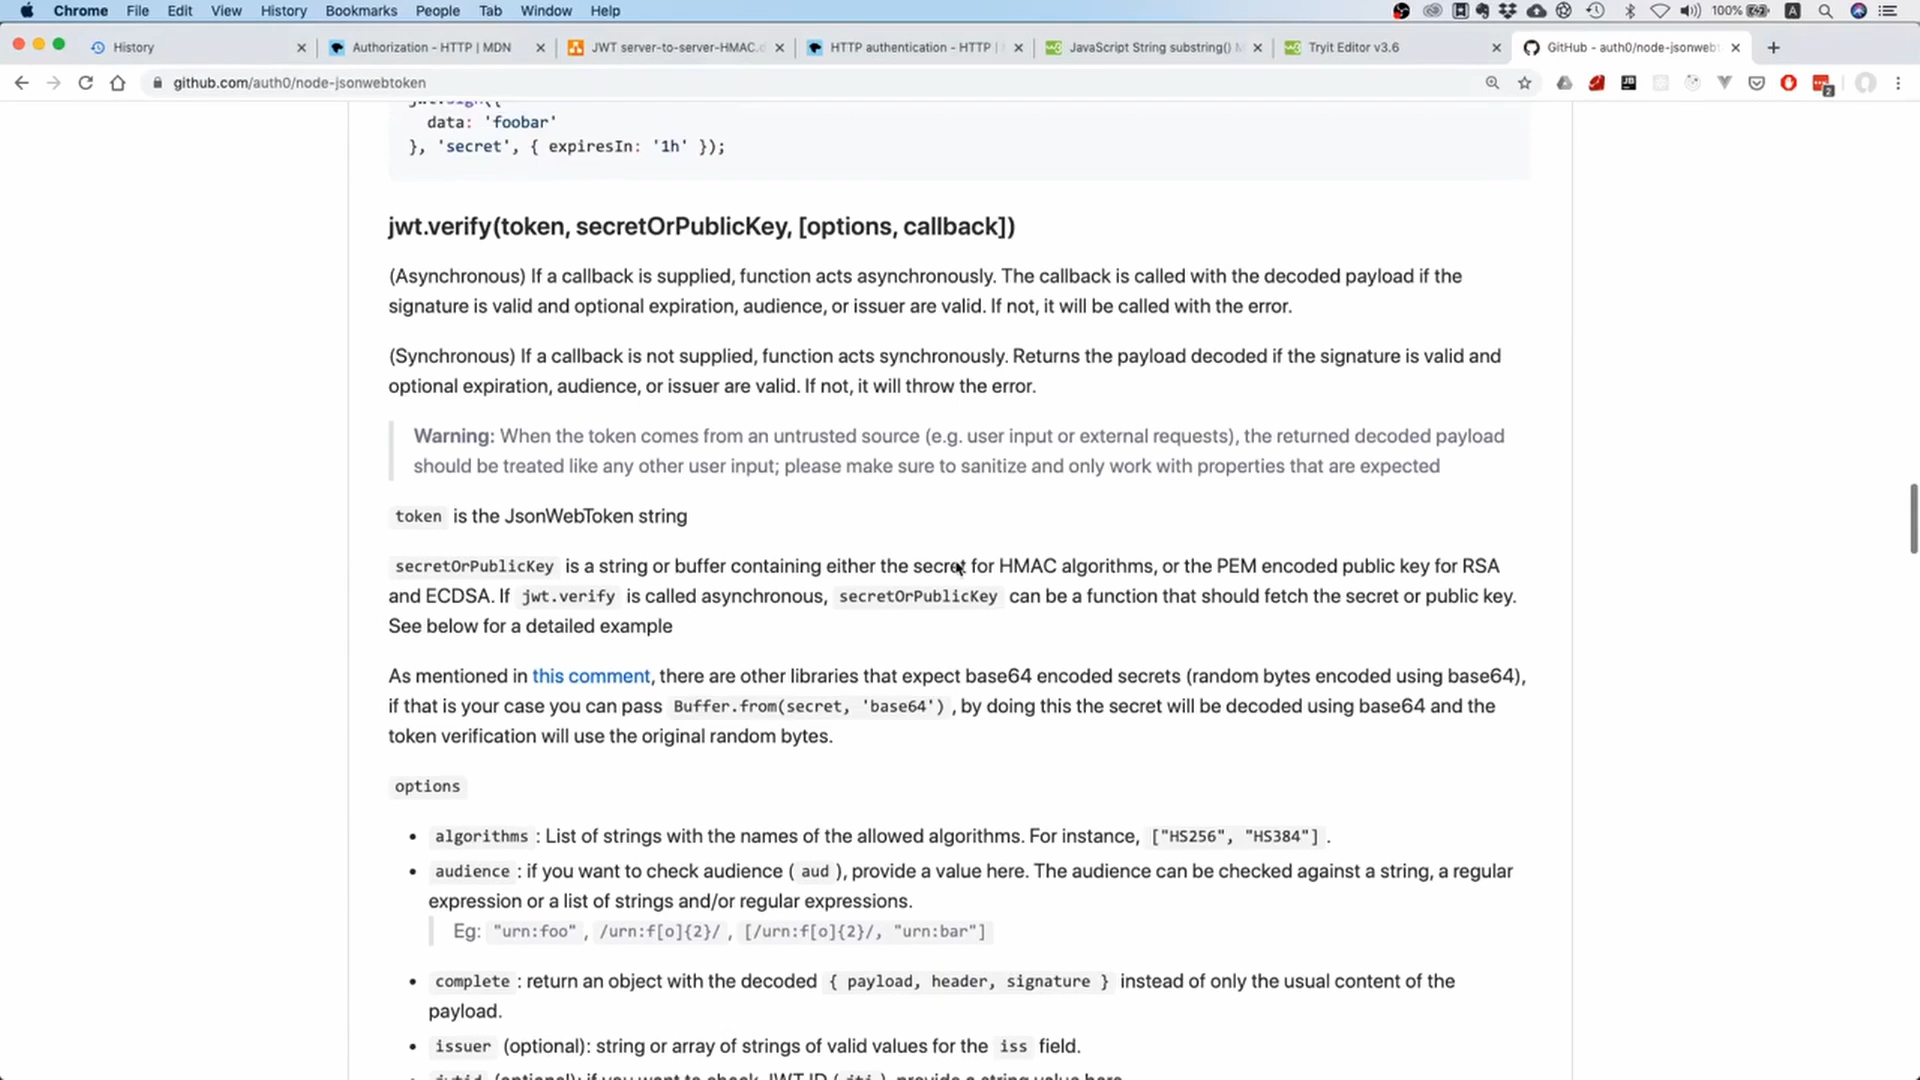 Chrome File Edit View History Bookmarks People Tab Window Help 100% A
History Authorization - HTTP | MDN JWT server-to-server-HMAC. HTTP authentication - HTTP | JavaScript String substring() Tryit Editor v3.6 GitHub - auth0/node-jsonwebt
github.com/auth0/node-jsonwebtoken
data: 'foobar'
}, 'secret', { expiresIn: '1h' });
jwt.verify(token, secretOrPublicKey, [options, callback])
(Asynchronous) If a callback is supplied, function acts asynchronously. The callback is called with the decoded payload if the
signature is valid and optional expiration, audience, or issuer are valid. If not, it will be called with the error.
(Synchronous) If a callback is not supplied, function acts synchronously. Returns the payload decoded if the signature is valid and
optional expiration, audience, or issuer are valid. If not, it will throw the error.
Warning: When the token comes from an untrusted source (e.g. user input or external requests), the returned decoded payload
should be treated like any other user input; please make sure to sanitize and only work with properties that are expected
token is the JsonWebToken string
secretOrPublicKey is a string or buffer containing either the secret for HMAC algorithms, or the PEM encoded public key for RSA
and ECDSA. If jwt.verify is called asynchronous, secretOrPublicKey can be a function that should fetch the secret or public key.
See below for a detailed example
As mentioned in this comment, there are other libraries that expect base64 encoded secrets (random bytes encoded using base64),
if that is your case you can pass Buffer.from(secret, 'base64') , by doing this the secret will be decoded using base64 and the
token verification will use the original random bytes.
options
• algorithms : List of strings with the names of the allowed algorithms. For instance, ["HS256", "HS384"] .
• audience : if you want to check audience ( aud ), provide a value here. The audience can be checked against a string, a regular
expression or a list of strings and/or regular expressions.
Eg: "urn:foo" , /urn:f[o]{2}/ , [/urn:f[o]{2}/, "urn:bar"]
• complete : return an object with the decoded { payload, header, signature } instead of only the usual content of the
payload.
• issuer (optional): string or array of strings of valid values for the iss field.